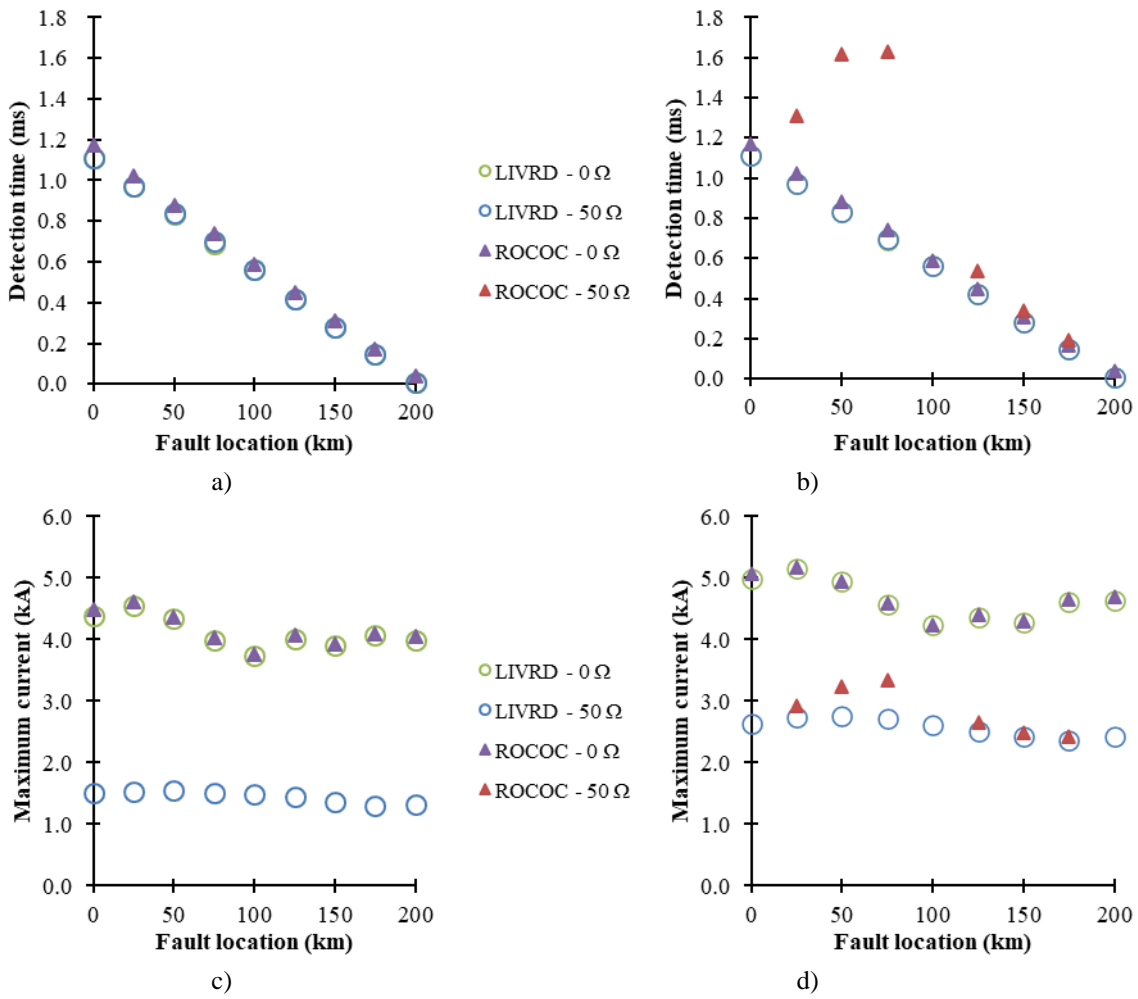 1.8
1.6
1.4
1.2
1.0
0.8
0.6
0.4
0.2
0.0
Detection time (ms)
0 50 100 150 200
Fault location (km)
a)
LIVRD - 0 Ω
LIVRD - 50 Ω
ROCOC - 0 Ω
ROCOC - 50 Ω
1.8
1.6
1.4
1.2
1.0
0.8
0.6
0.4
0.2
0.0
Detection time (ms)
0 50 100 150 200
Fault location (km)
b)
6.0
5.0
4.0
3.0
2.0
1.0
0.0
Maximum current (kA)
0 50 100 150 200
Fault location (km)
c)
LIVRD - 0 Ω
LIVRD - 50 Ω
ROCOC - 0 Ω
ROCOC - 50 Ω
6.0
5.0
4.0
3.0
2.0
1.0
0.0
Maximum current (kA)
0 50 100 150 200
Fault location (km)
d)